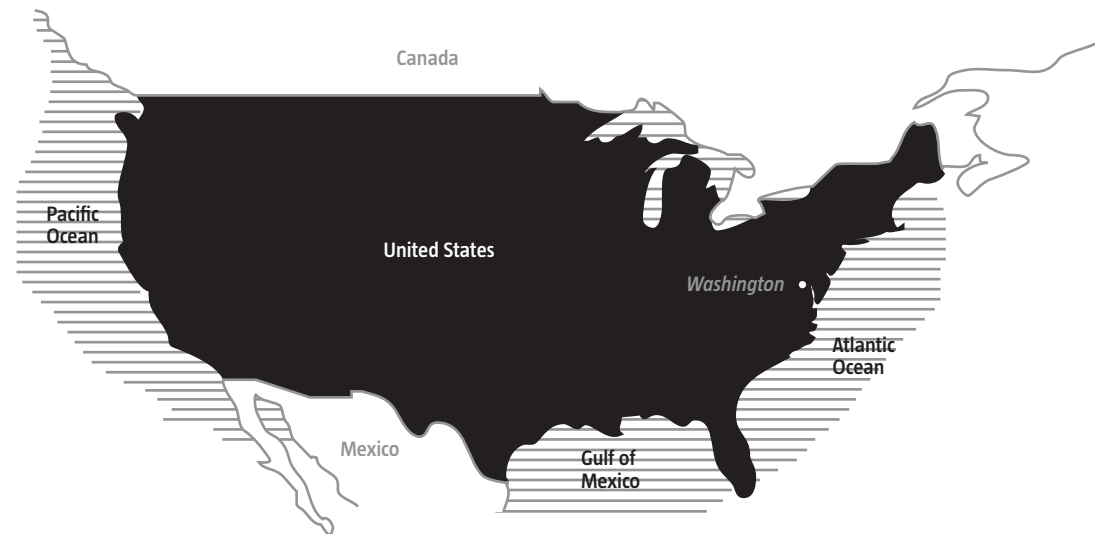 Canada
Pacific
Ocean
United States
Washington
Atlantic
Ocean
Mexico
Gulf of
Mexico